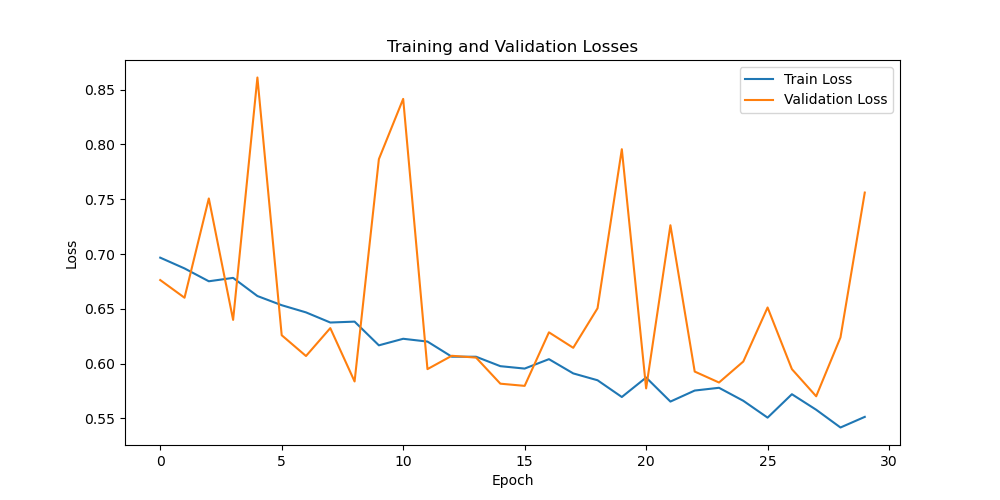 Training and Validation Losses
Train Loss
Validation Loss
0.85
0.80
0.75
0.70
0.65
0.60
0.55
Loss
0 5 10 15 20 25 30
Epoch